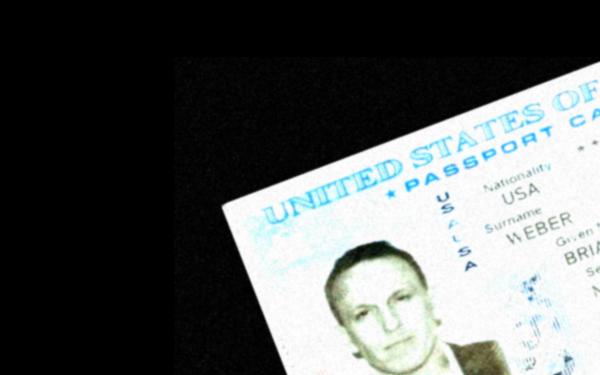 UNITED STATES OF
★PASSPORT CA
USA
Nationality
USA
Surname
WEBER
Given
BRIA
Se